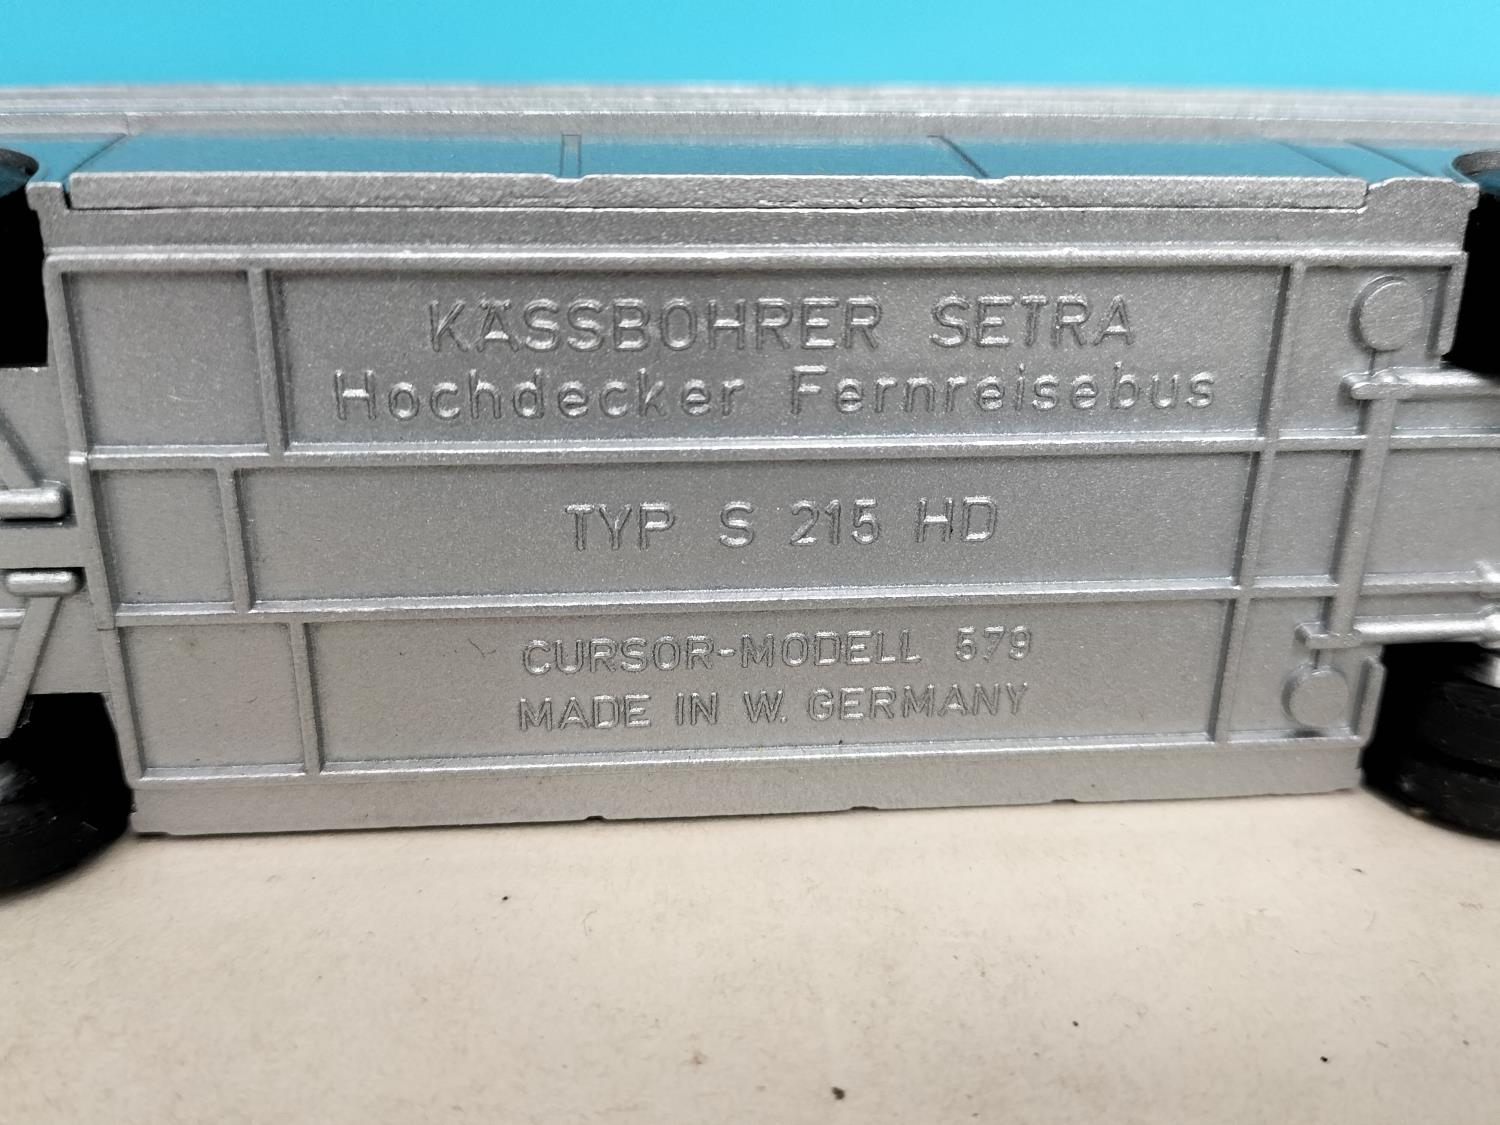 KÄSSBOHRER SETRA
Hochdecker Fernreisebus
TYP S 215 HD
CURSOR-MODELL 579
MADE IN W. GERMANY